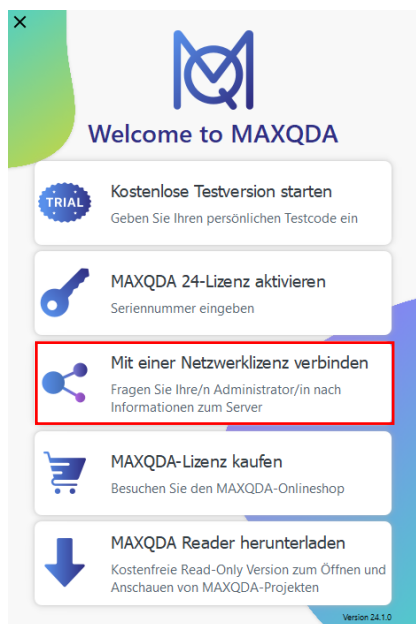 Welcome to MAXQDA
TRIAL
Kostenlose Testversion starten
Geben Sie Ihren persönlichen Testcode ein
MAXQDA 24-Lizenz aktivieren
Seriennummer eingeben
Mit einer Netzwerklizenz verbinden
Fragen Sie Ihre/n Administrator/in nach
Informationen zum Server
MAXQDA-Lizenz kaufen
Besuchen Sie den MAXQDA-Onlineshop
MAXQDA Reader herunterladen
Kostenfreie Read-Only Version zum Öffnen und
Anschauen von MAXQDA-Projekten
Version 24.1.0